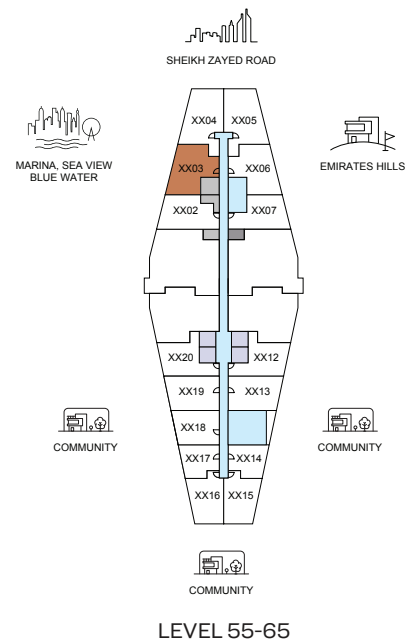 SHEIKH ZAYED ROAD
XX04 XX05
MARINA, SEA VIEW
BLUE WATER
XX03 XX06
EMIRATES HILLS
XX02 XX07
XX20 XX12
XX19 XX13
COMMUNITY
XX18
COMMUNITY
XX17 XX14
XX16 XX15
COMMUNITY
LEVEL 55-65